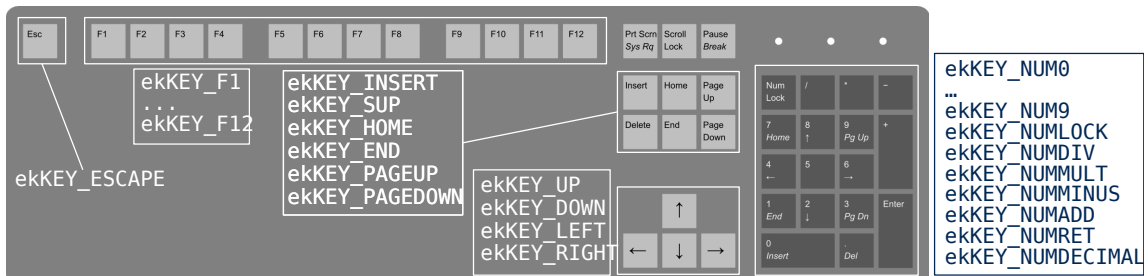 Esc
F1 F2 F3 F4 F5 F6 F7 F8 F9 F10 F11 F12
Prt Scrn Scroll Pause
Sys Rq Lock Break
ekKEY_F1
...
ekKEY_F12
ekKEY_INSERT
ekKEY_SUP
ekKEY_HOME
ekKEY_END
ekKEY_PAGEUP
ekKEY_PAGEDOWN
ekKEY_ESCAPE
ekKEY_UP
ekKEY_DOWN
ekKEY_LEFT
ekKEY_RIGHT
Insert Home Page
Up
Delete End Page
Down
↑
← ↓ →
Num / * −
Lock
7 8 9 +
Home ↑ Pg Up
4 5 6
← →
1 2 3 Enter
End ↓ Pg Dn
0 .
Insert Del
ekKEY_NUM0
…
ekKEY_NUM9
ekKEY_NUMLOCK
ekKEY_NUMDIV
ekKEY_NUMMULT
ekKEY_NUMMINUS
ekKEY_NUMADD
ekKEY_NUMRET
ekKEY_NUMDECIMAL